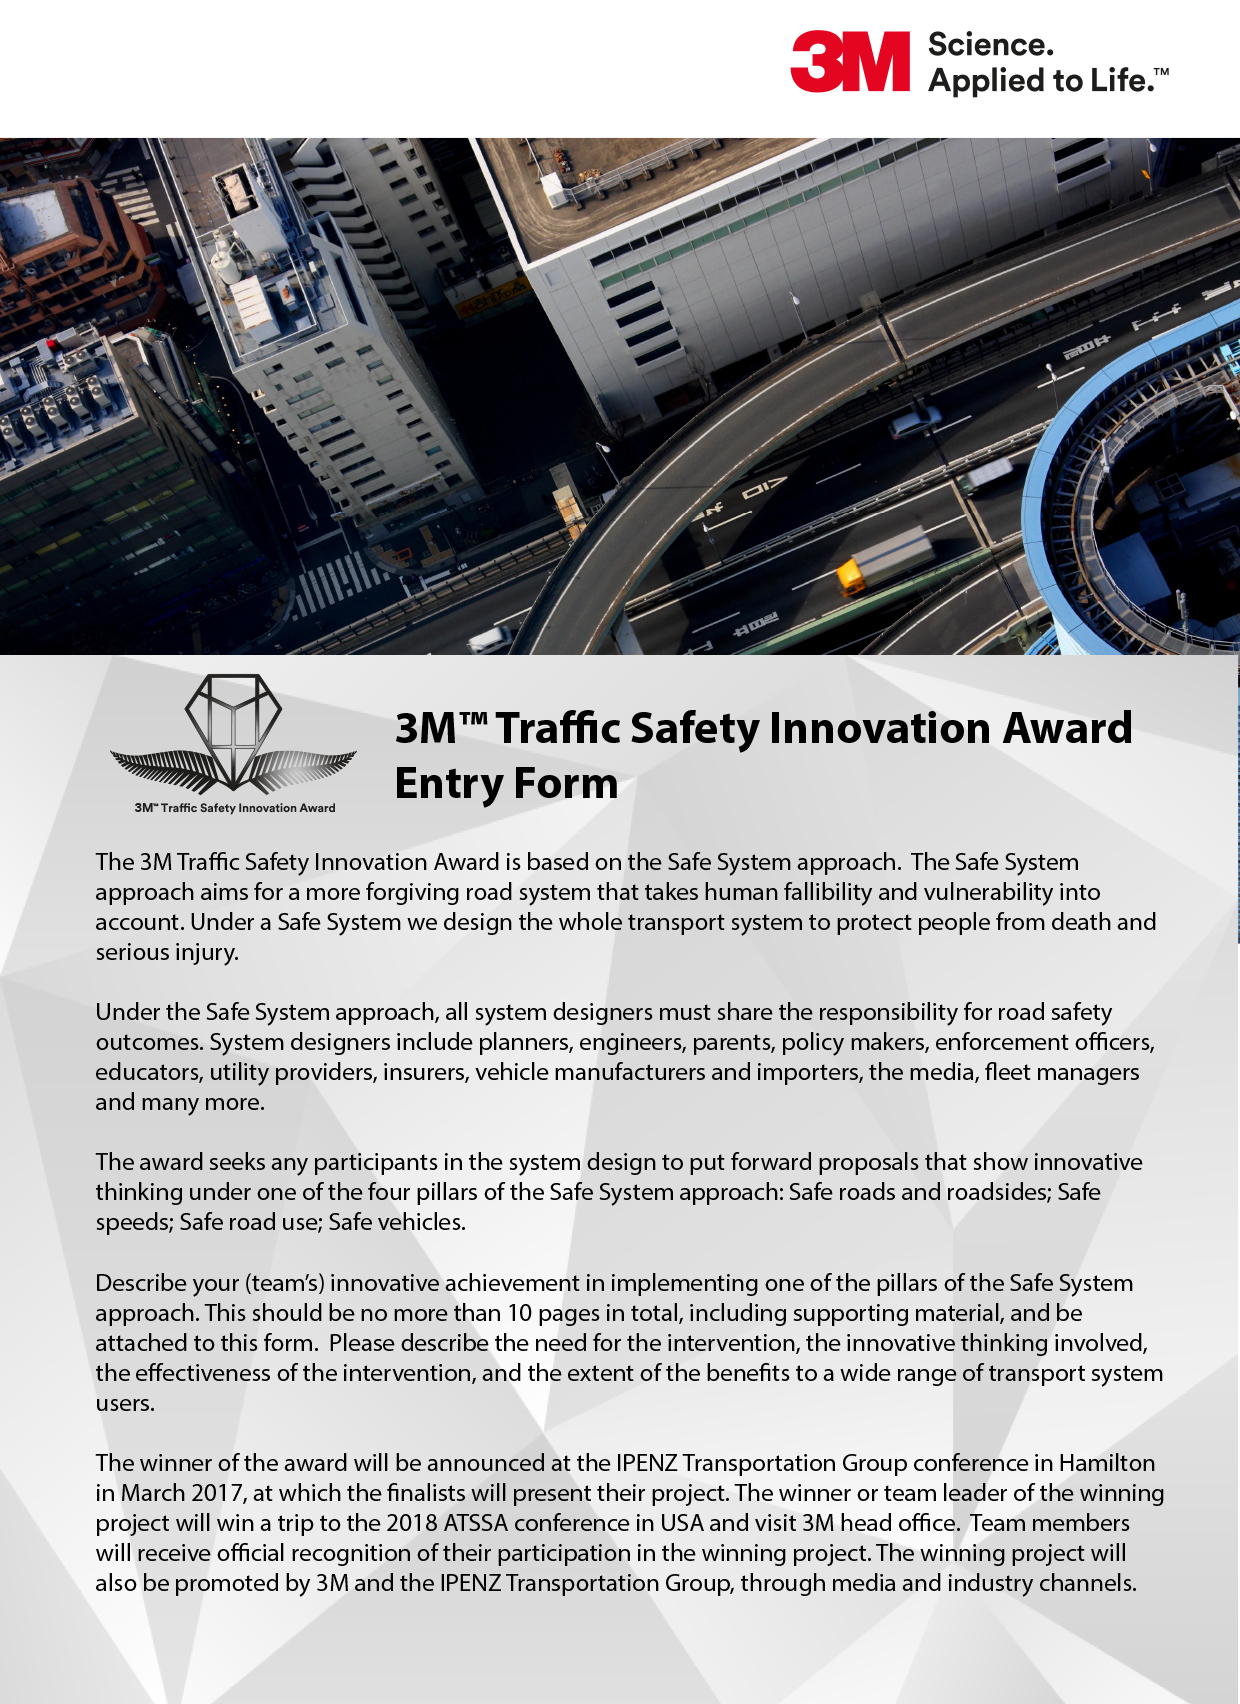 3M Science.
Applied to Life.™
3M™ Traffic Safety Innovation Award
Entry Form
3M™ Traffic Safety Innovation Award
The 3M Traffic Safety Innovation Award is based on the Safe System approach.  The Safe System
approach aims for a more forgiving road system that takes human fallibility and vulnerability into
account. Under a Safe System we design the whole transport system to protect people from death and
serious injury.
Under the Safe System approach, all system designers must share the responsibility for road safety
outcomes. System designers include planners, engineers, parents, policy makers, enforcement officers,
educators, utility providers, insurers, vehicle manufacturers and importers, the media, fleet managers
and many more.
The award seeks any participants in the system design to put forward proposals that show innovative
thinking under one of the four pillars of the Safe System approach: Safe roads and roadsides; Safe
speeds; Safe road use; Safe vehicles.
Describe your (team’s) innovative achievement in implementing one of the pillars of the Safe System
approach. This should be no more than 10 pages in total, including supporting material, and be
attached to this form.  Please describe the need for the intervention, the innovative thinking involved,
the effectiveness of the intervention, and the extent of the benefits to a wide range of transport system
users.
The winner of the award will be announced at the IPENZ Transportation Group conference in Hamilton
in March 2017, at which the finalists will present their project. The winner or team leader of the winning
project will win a trip to the 2018 ATSSA conference in USA and visit 3M head office.  Team members
will receive official recognition of their participation in the winning project. The winning project will
also be promoted by 3M and the IPENZ Transportation Group, through media and industry channels.